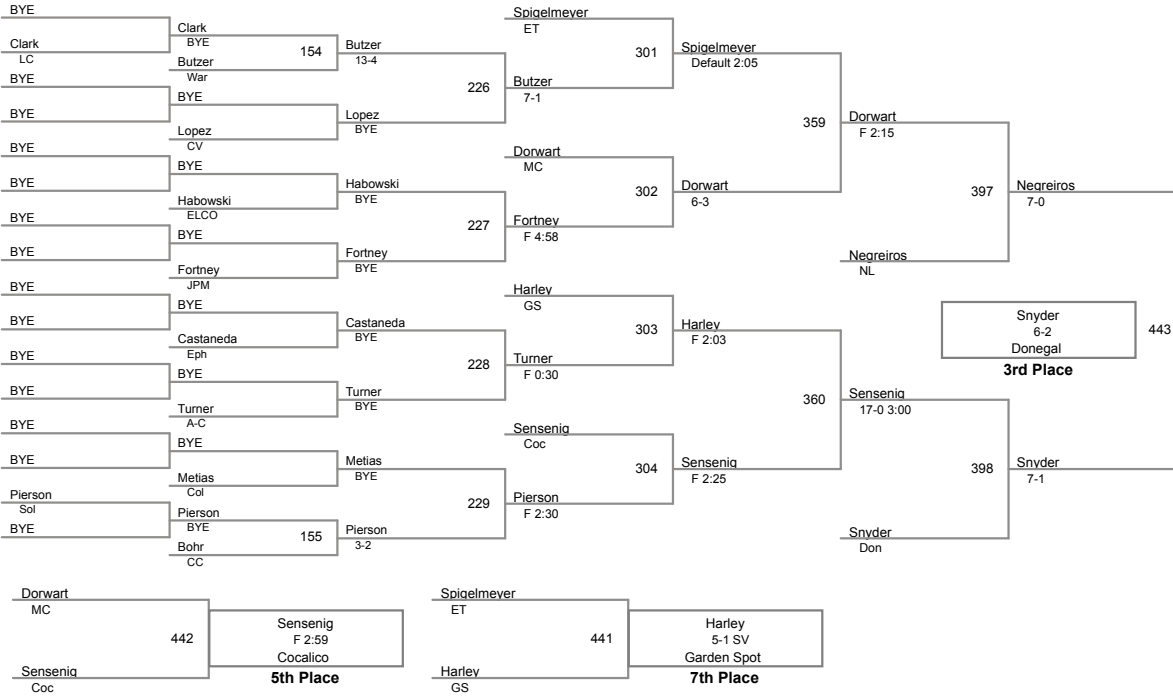 BYE
Clark
LC
BYE
BYE
BYE
BYE
BYE
BYE
BYE
BYE
BYE
BYE
BYE
BYE
Pierson
Sol
BYE
Clark
BYE
154
Butzer
War
BYE
Lopez
CV
BYE
Habowski
ELCO
BYE
Fortney
JPM
BYE
Castaneda
Eph
BYE
Turner
A-C
BYE
Metias
Col
Pierson
BYE
155
Bohr
CC
Butzer
13-4
226
Lopez
BYE
Habowski
BYE
227
Fortney
BYE
Castaneda
BYE
228
Turner
BYE
Metias
BYE
229
Pierson
3-2
Spigelmeyer
ET
301
Butzer
7-1
Dorwart
MC
302
Fortney
F 4:58
Harley
GS
303
Turner
F 0:30
Sensenig
Coc
304
Pierson
F 2:30
Spigelmeyer
Default 2:05
359
Dorwart
6-3
Harley
F 2:03
360
Sensenig
F 2:25
Dorwart
F 2:15
397
Negreiros
NL
Sensenig
17-0 3:00
398
Snyder
Don
Negreiros
7-0
Snyder
6-2
443
Donegal
3rd Place
Snyder
7-1
Dorwart
MC
442
Sensenig
Coc
Sensenig
F 2:59
Cocalico
5th Place
Spigelmeyer
ET
441
Harley
GS
Harley
5-1 SV
Garden Spot
7th Place